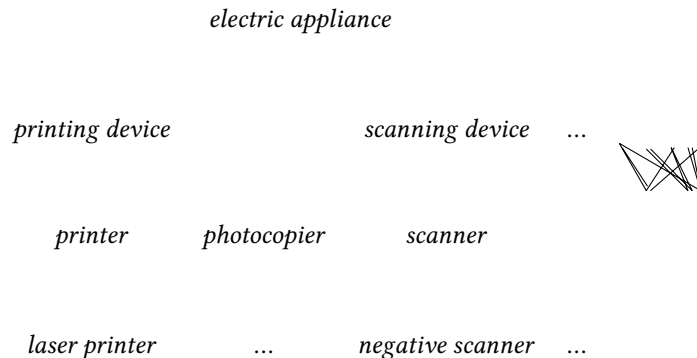 electric appliance
printing device scanning device ...
printer photocopier scanner
laser printer ... negative scanner ...